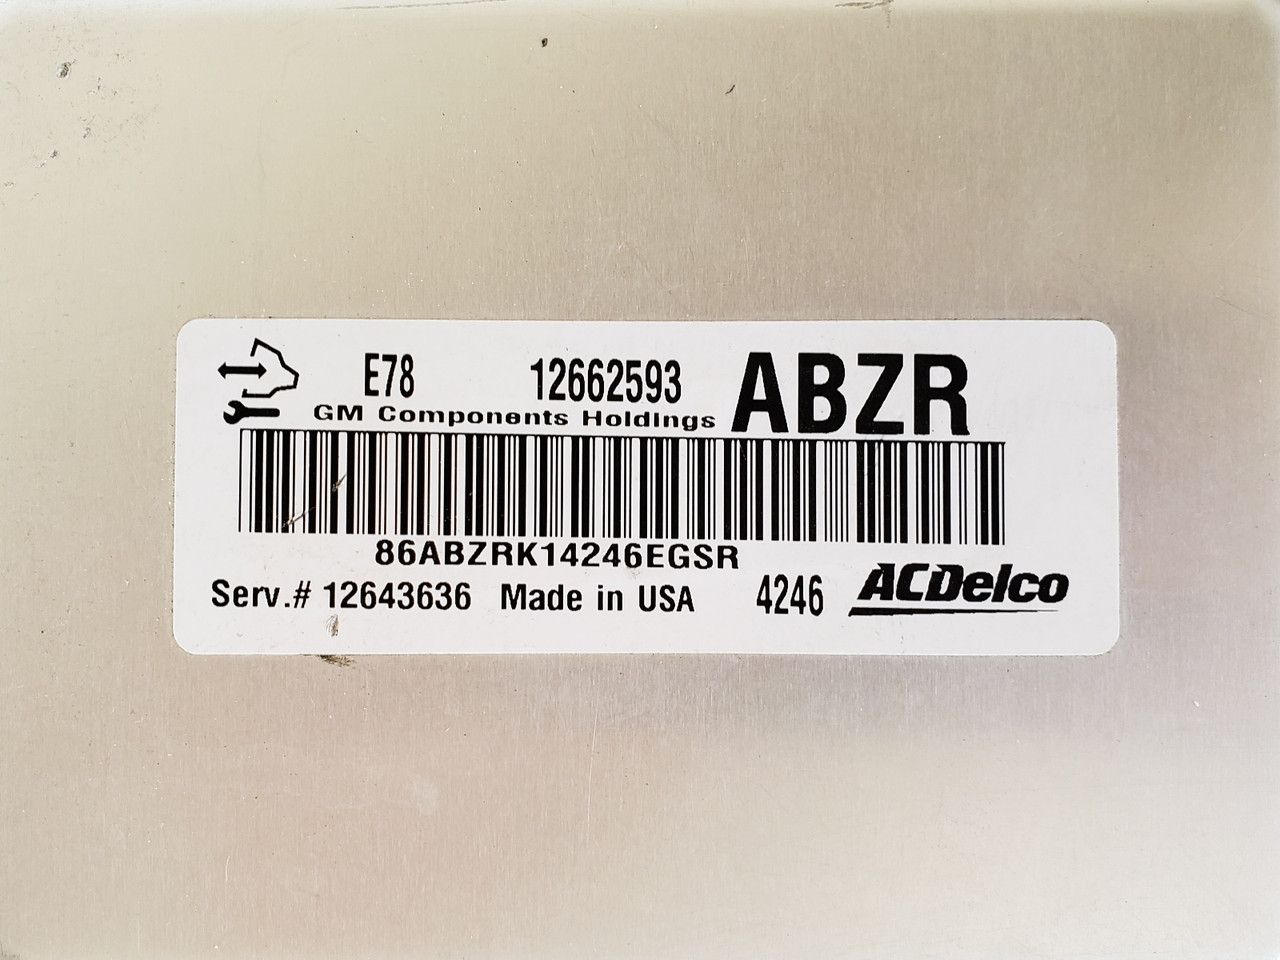 E78 12662593 ABZR
GM Components Holdings
86ABZRK14246EGSR
Serv.# 12643636 Made in USA 4246 ACDelco